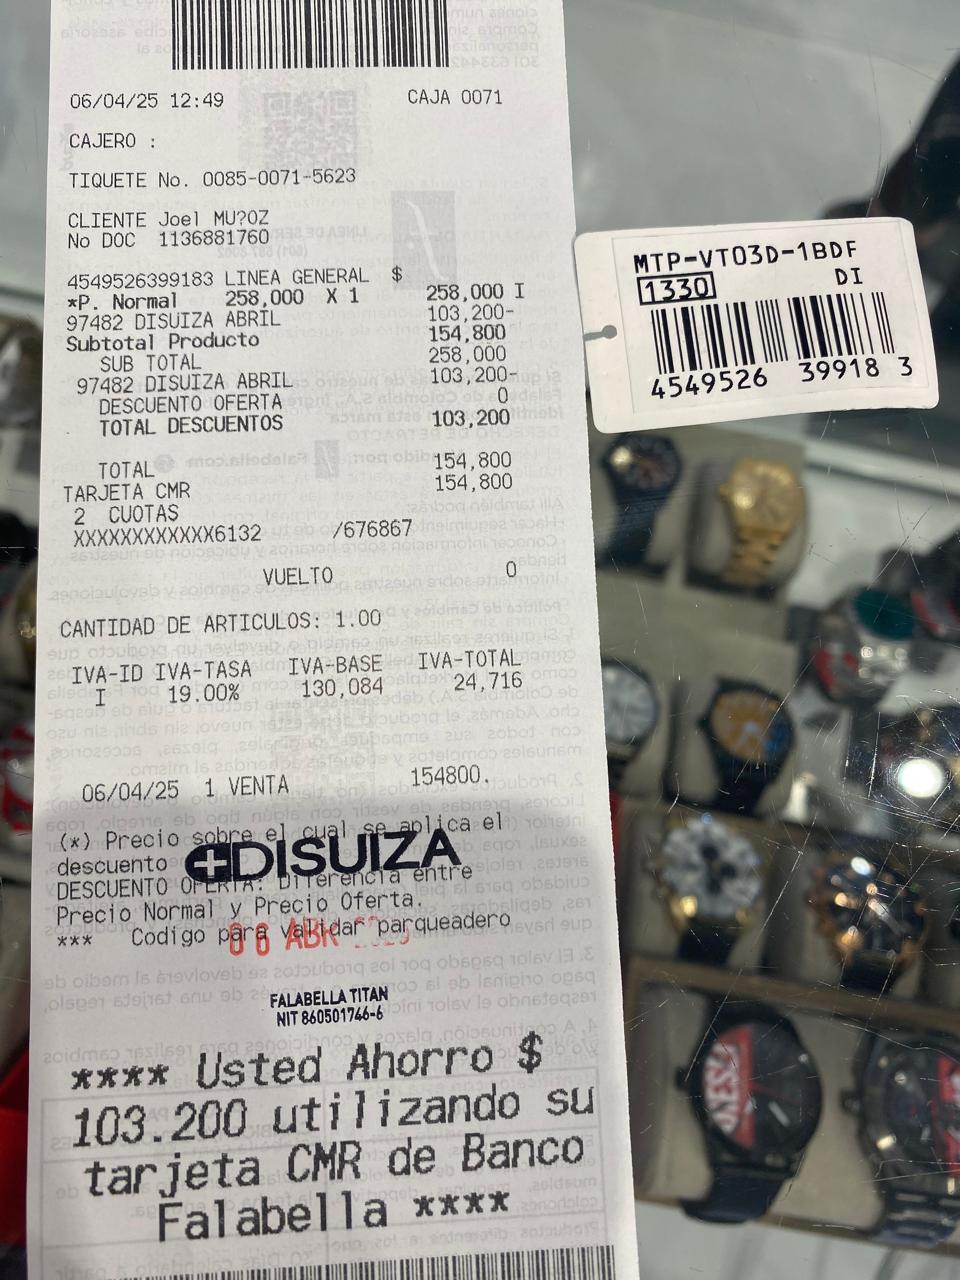 06/04/25 12:49 CAJA 0071
CAJERO :
TIQUETE No. 0085-0071-5623
CLIENTE Joel MU?OZ
No DOC 1136881760
4549526399183 LINEA GENERAL $
*P. Normal 258,000 X 1 258,000 I
97482 DISUIZA ABRIL 103,200-
Subtotal Producto 154,800
SUB TOTAL 258,000
97482 DISUIZA ABRIL 103,200-
DESCUENTO OFERTA 0
TOTAL DESCUENTOS 103,200
TOTAL 154,800
TARJETA CMR 154,800
2 CUOTAS
XXXXXXXXXXXX6132 /676867
VUELTO 0
CANTIDAD DE ARTICULOS: 1.00
IVA-ID IVA-TASA IVA-BASE IVA-TOTAL
I 19.00% 130,084 24,716
06/04/25 1 VENTA 154800.
(*) Precio sobre el cual se aplica el
descuento
DISUIZA
DESCUENTO OFERTA: Diferencia entre
Precio Normal y Precio Oferta.
*** Codigo para validar parqueadero
06 ABR
FALABELLA TITAN
NIT 860501746-6
**** Usted Ahorro $
103.200 utilizando su
tarjeta CMR de Banco
Falabella ****
MTP-VT03D-1BDF
1330 DI
4549526 39918 3